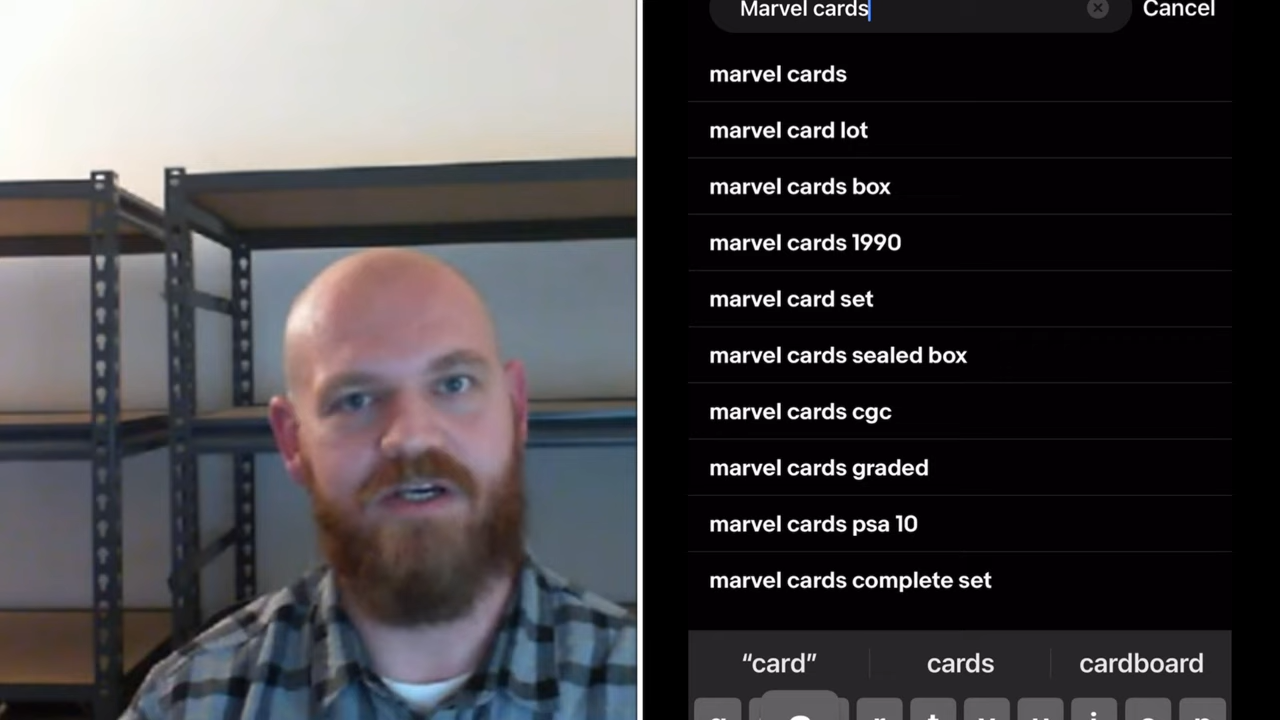 Marvel cards
Cancel
marvel cards
marvel card lot
marvel cards box
marvel cards 1990
marvel card set
marvel cards sealed box
marvel cards cgc
marvel cards graded
marvel cards psa 10
marvel cards complete set
“card”
cards
cardboard